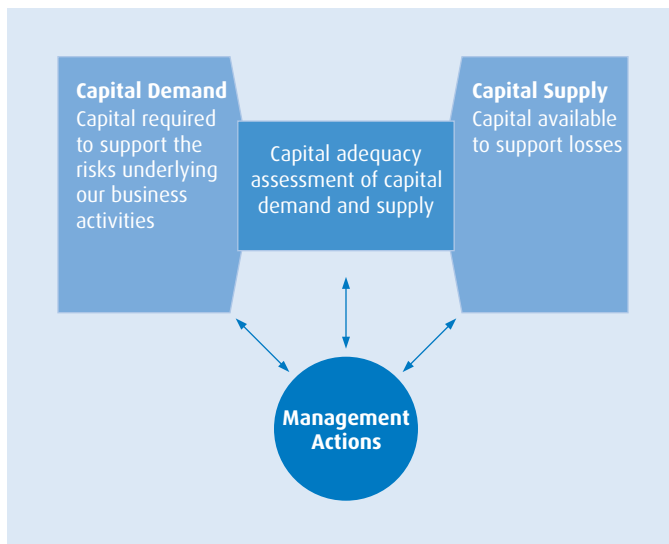 Capital Demand
Capital required
to support the
risks underlying
our business
activities
Capital adequacy
assessment of capital
demand and supply
Capital Supply
Capital available
to support losses
Management
Actions